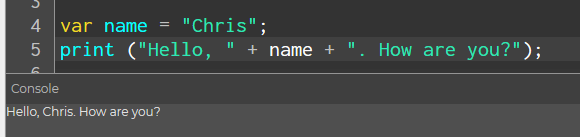 4 var name = "Chris";
5 print ("Hello, " + name + ". How are you?");
Console
Hello, Chris. How are you?